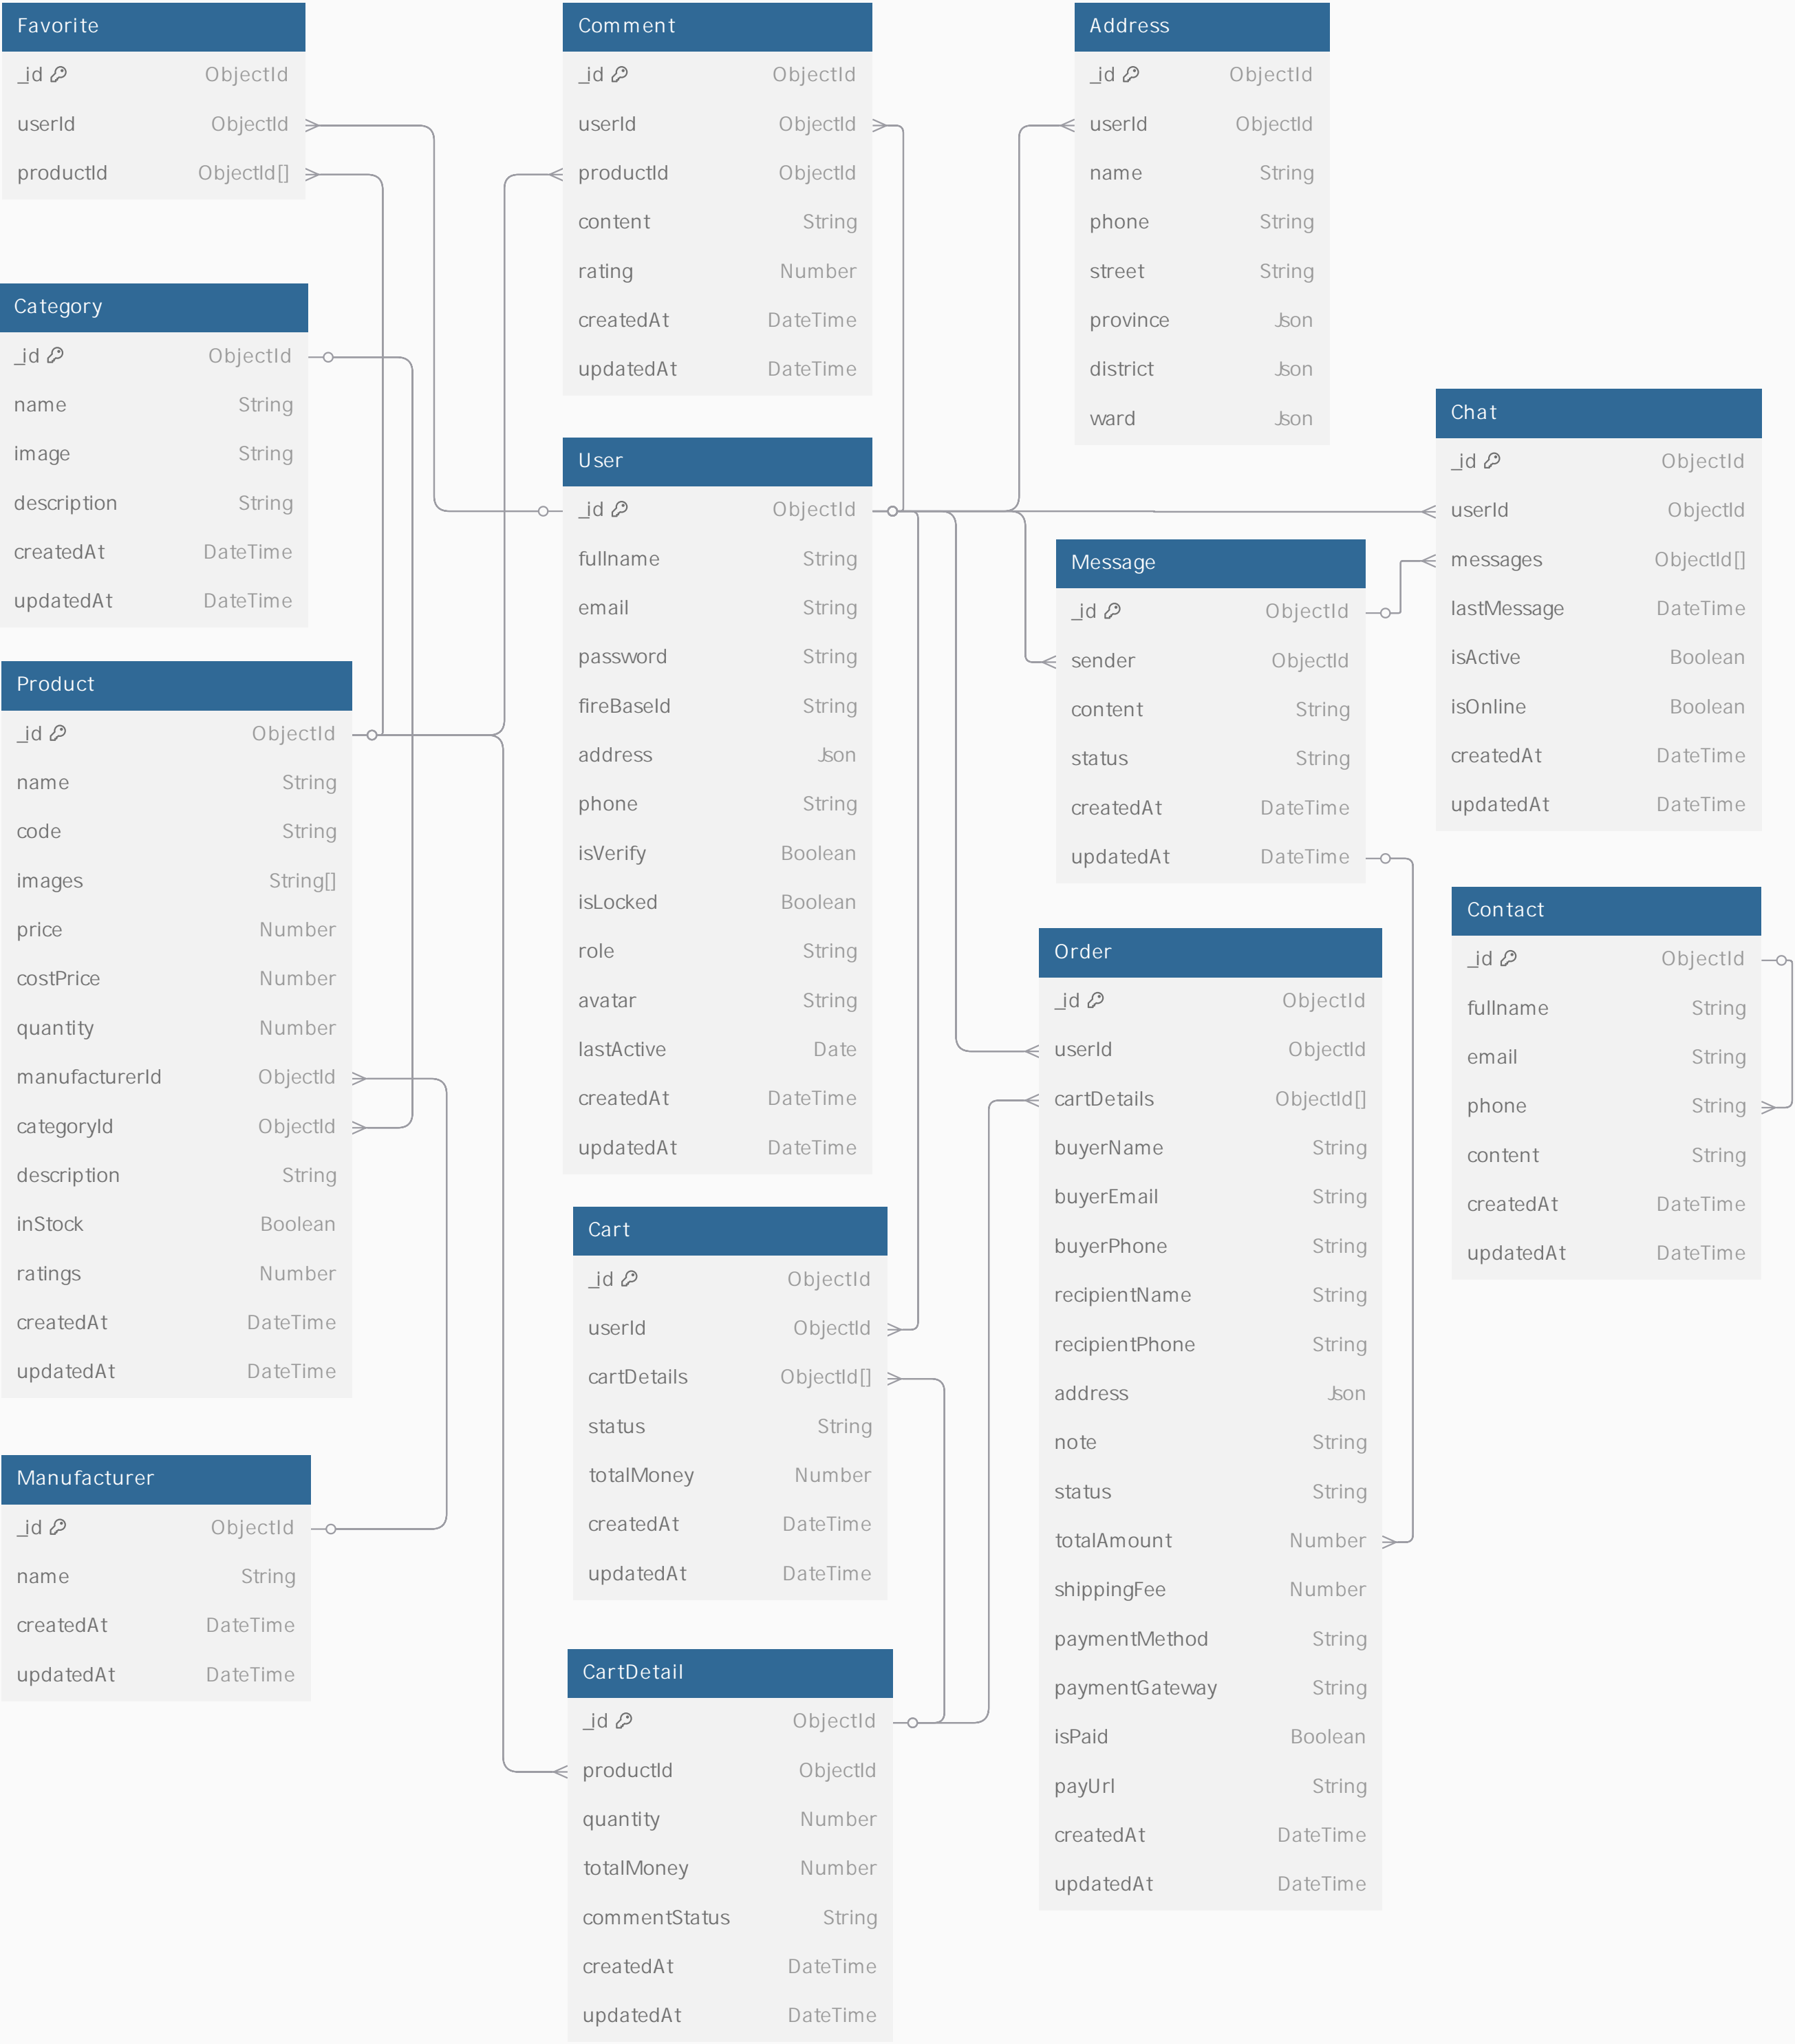 Favorite
_id ObjectId
userId ObjectId
productId ObjectId[]
Comment
_id ObjectId
userId ObjectId
productId ObjectId
content String
rating Number
createdAt DateTime
updatedAt DateTime
Address
_id ObjectId
userId ObjectId
name String
phone String
street String
province Json
district Json
ward Json
Category
_id ObjectId
name String
image String
description String
createdAt DateTime
updatedAt DateTime
User
_id ObjectId
fullname String
email String
password String
fireBaseId String
address Json
phone String
isVerify Boolean
isLocked Boolean
role String
avatar String
lastActive Date
createdAt DateTime
updatedAt DateTime
Chat
_id ObjectId
userId ObjectId
messages ObjectId[]
lastMessage DateTime
isActive Boolean
isOnline Boolean
createdAt DateTime
updatedAt DateTime
Message
_id ObjectId
sender ObjectId
content String
status String
createdAt DateTime
updatedAt DateTime
Product
_id ObjectId
name String
code String
images String[]
price Number
costPrice Number
quantity Number
manufacturerId ObjectId
categoryId ObjectId
description String
inStock Boolean
ratings Number
createdAt DateTime
updatedAt DateTime
Contact
_id ObjectId
fullname String
email String
phone String
content String
createdAt DateTime
updatedAt DateTime
Order
_id ObjectId
userId ObjectId
cartDetails ObjectId[]
buyerName String
buyerEmail String
buyerPhone String
recipientName String
recipientPhone String
address Json
note String
status String
totalAmount Number
shippingFee Number
paymentMethod String
paymentGateway String
isPaid Boolean
payUrl String
createdAt DateTime
updatedAt DateTime
Cart
_id ObjectId
userId ObjectId
cartDetails ObjectId[]
status String
totalMoney Number
createdAt DateTime
updatedAt DateTime
Manufacturer
_id ObjectId
name String
createdAt DateTime
updatedAt DateTime
CartDetail
_id ObjectId
productId ObjectId
quantity Number
totalMoney Number
commentStatus String
createdAt DateTime
updatedAt DateTime